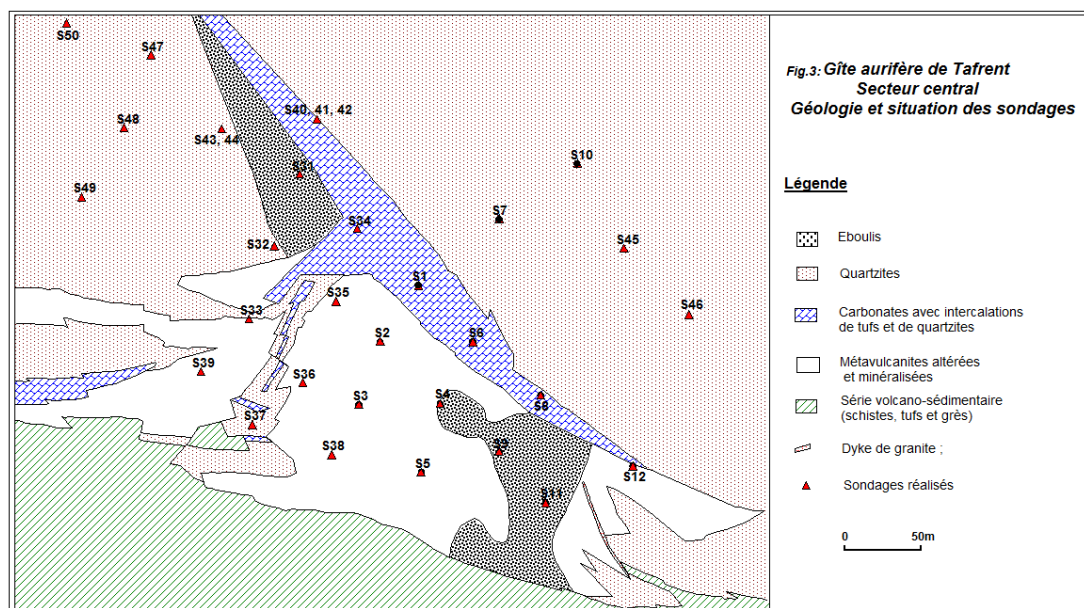 Fig.3: Gîte aurifère de Tafrent
Secteur central
Géologie et situation des sondages
Légende
Eboulis
Quartzites
Carbonates avec intercalations
de tufs et de quartzites
Métavulcanites altérées
et minéralisées
Série volcano-sédimentaire
(schistes, tufs et grès)
Dyke de granite ;
Sondages réalisés
0 50m
S50
S47
S40, 41, 42
S48
S43, 44
S10
S31
S49
S7
S34
S32
S45
S1
S35
S46
S33
S2
S6
S39
S36
S3
S4
S8
S37
S38
S9
S5
S12
S11